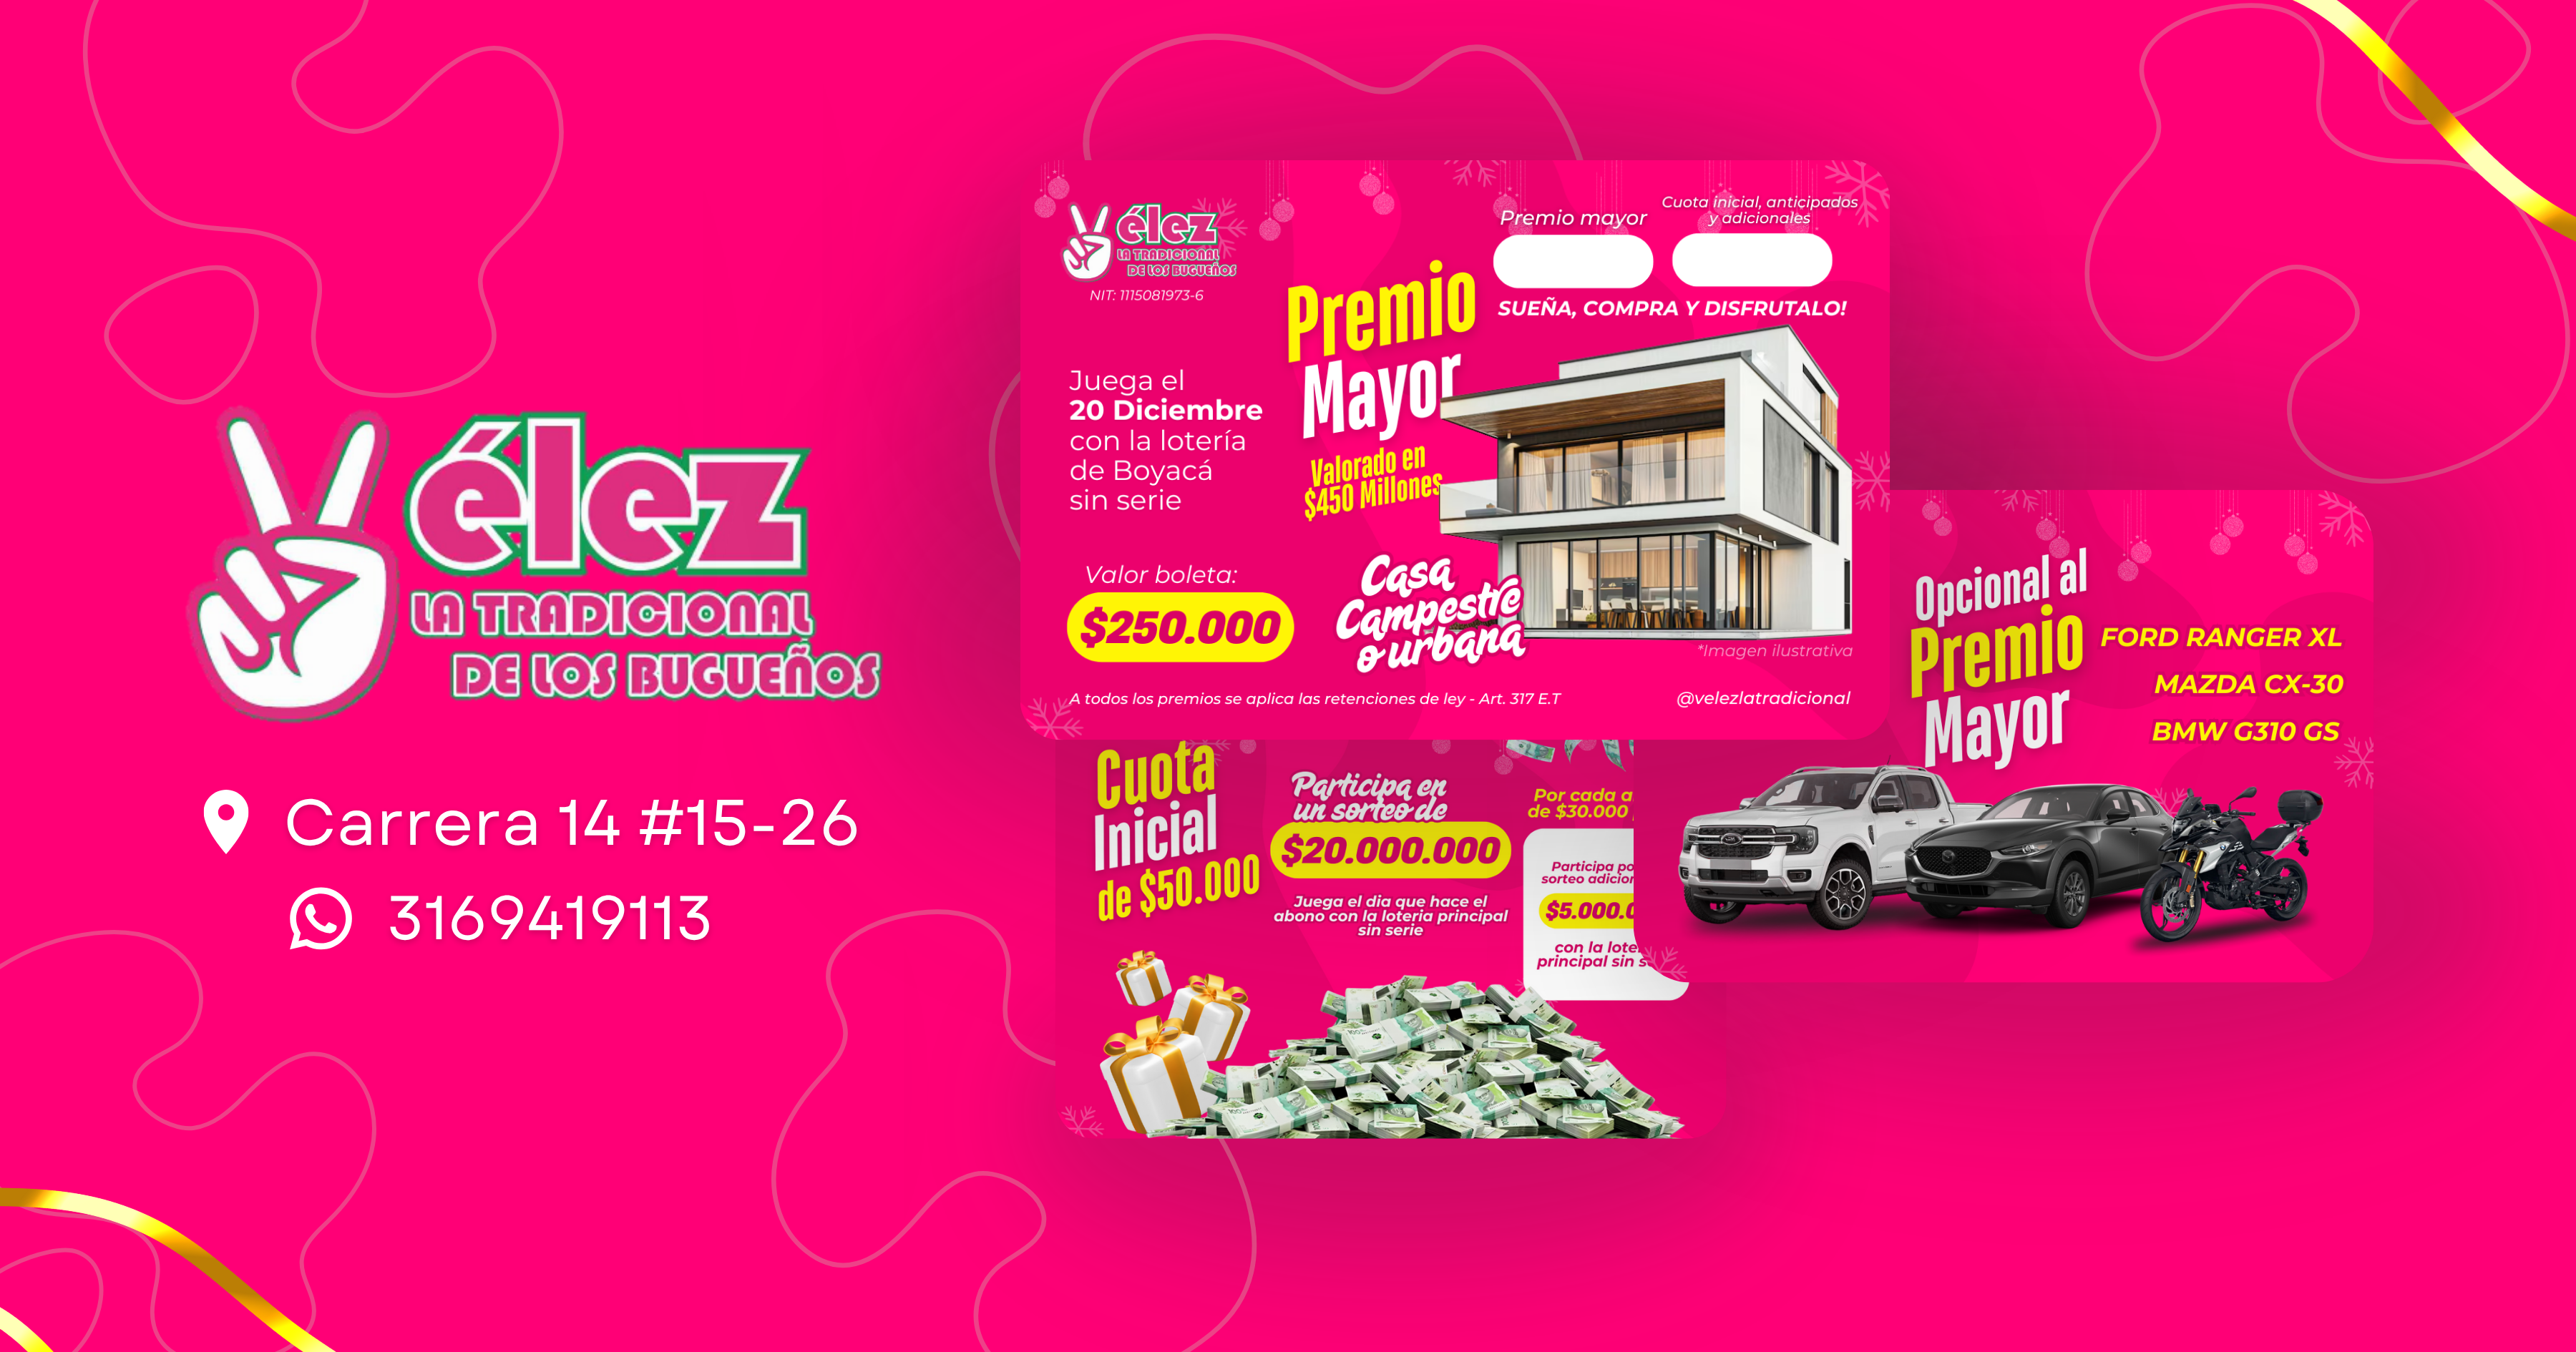 Vélez
LA TRADICIONAL
DE LOS BUGUEÑOS
Carrera 14 #15-26
3169419113
Vélez
LA TRADICIONAL
DE LOS BUGUEÑOS
NIT: 1115081973-6
Premio mayor
Cuota inicial, anticipados
y adicionales
SUEÑA, COMPRA Y DISFRUTALO!
Premio
Mayor
Valorado en
$450 Millones
Juega el
20 Diciembre
con la lotería
de Boyacá
sin serie
Valor boleta:
$250.000
Casa
Campestre
o urbana
*Imagen ilustrativa
A todos los premios se aplica las retenciones de ley - Art. 317 E.T
@velezlatradicional
Opcional al
Premio
Mayor
FORD RANGER XL
MAZDA CX-30
BMW G310 GS
Cuota
Inicial
de $50.000
Participa en
un sorteo de
$20.000.000
Juega el dia que hace el
abono con la loteria principal
sin serie
Por cada a
de $30.000
Participa po
sorteo adicion
$5.000.0
con la lote
principal sin s